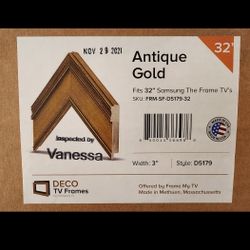 NOV 29 2021
32"
Antique
Gold
Fits 32" Samsung The Frame TV's
SKU: FRM-SF-D5179-32
Inspected by
Vanessa
Width: 3"
Style: D5179
DECO
TV Frames
Offered by Frame My TV
Made in Methuen, Massachusetts